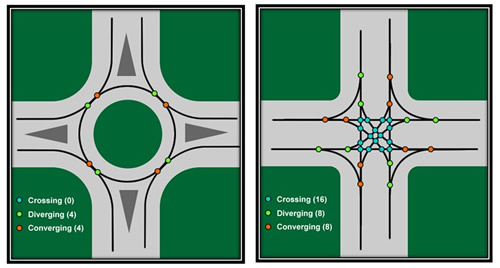 Crossing (0)
Diverging (4)
Converging (4)
Crossing (16)
Diverging (8)
Converging (8)